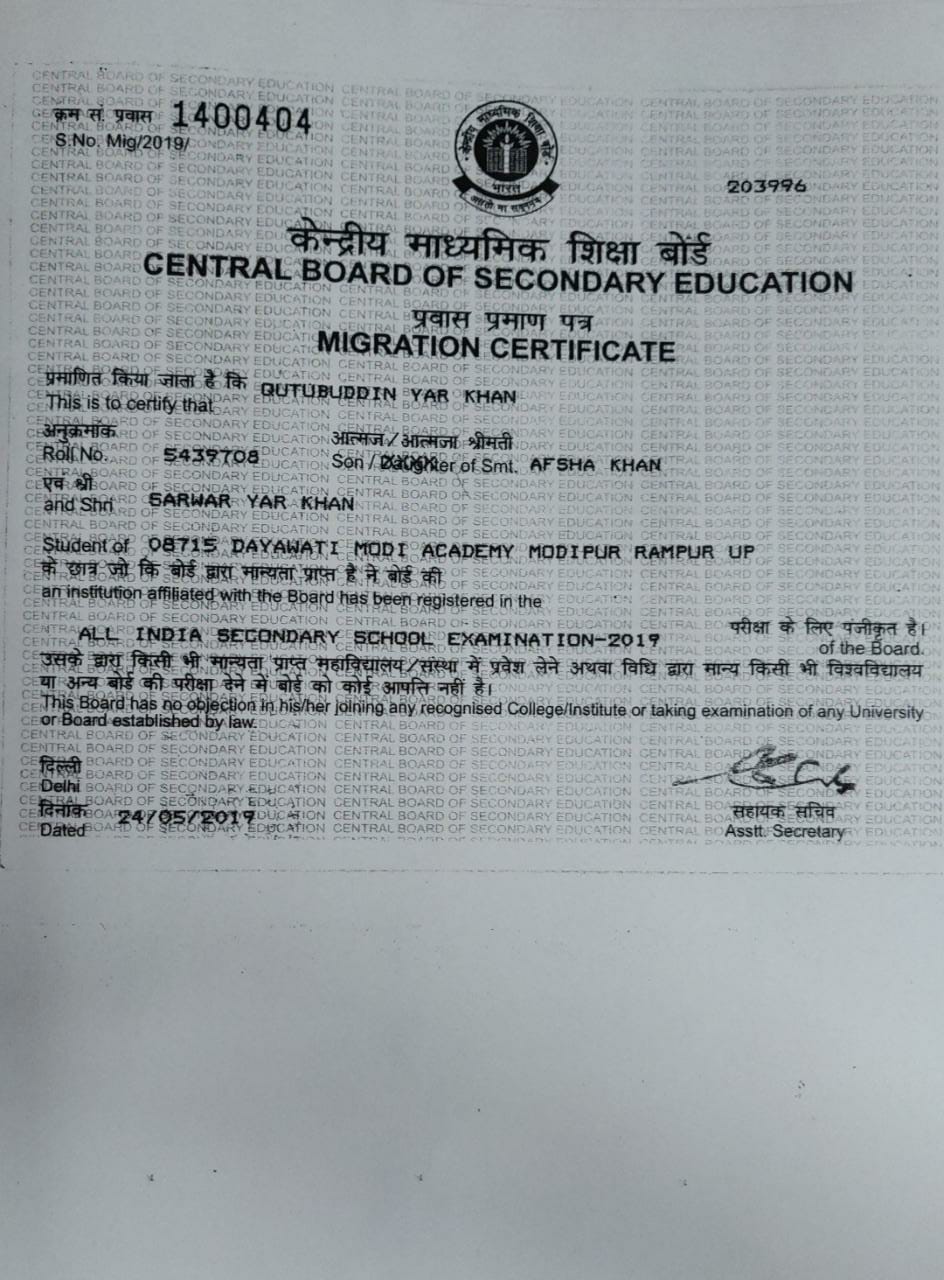 क्रम सं. प्रवास 1400404
S.No. Mig/2019/
केन्द्रीय माध्यमिक शिक्षा बोर्ड
भारत
असतो मा सद्गमय
203996
केन्द्रीय माध्यमिक शिक्षा बोर्ड
CENTRAL BOARD OF SECONDARY EDUCATION
प्रवास प्रमाण पत्र
MIGRATION CERTIFICATE
प्रमाणित किया जाता है कि QUTUBUDDIN YAR KHAN
This is to certify that
अनुक्रमांक आत्मज/आत्मजा श्रीमती
Roll No. 5439708 Son / Daughter of Smt. AFSHA KHAN
एवं श्री
and Shri SARWAR YAR KHAN
Student of 08715 DAYAWATI MODI ACADEMY MODIPUR RAMPUR UP
के छात्र जो कि बोर्ड द्वारा मान्यता प्राप्त है ने बोर्ड की
an institution affiliated with the Board has been registered in the
ALL INDIA SECONDARY SCHOOL EXAMINATION-2019 परीक्षा के लिए पंजीकृत है।
of the Board.
उसके द्वारा किसी भी मान्यता प्राप्त महाविद्यालय/संस्था में प्रवेश लेने अथवा विधि द्वारा मान्य किसी भी विश्वविद्यालय
या अन्य बोर्ड की परीक्षा देने में बोर्ड को कोई आपत्ति नहीं है।
This Board has no objection in his/her joining any recognised College/Institute or taking examination of any University
or Board established by law.
दिल्ली
Delhi
दिनांक
Dated 24/05/2019
सहायक सचिव
Asstt. Secretary